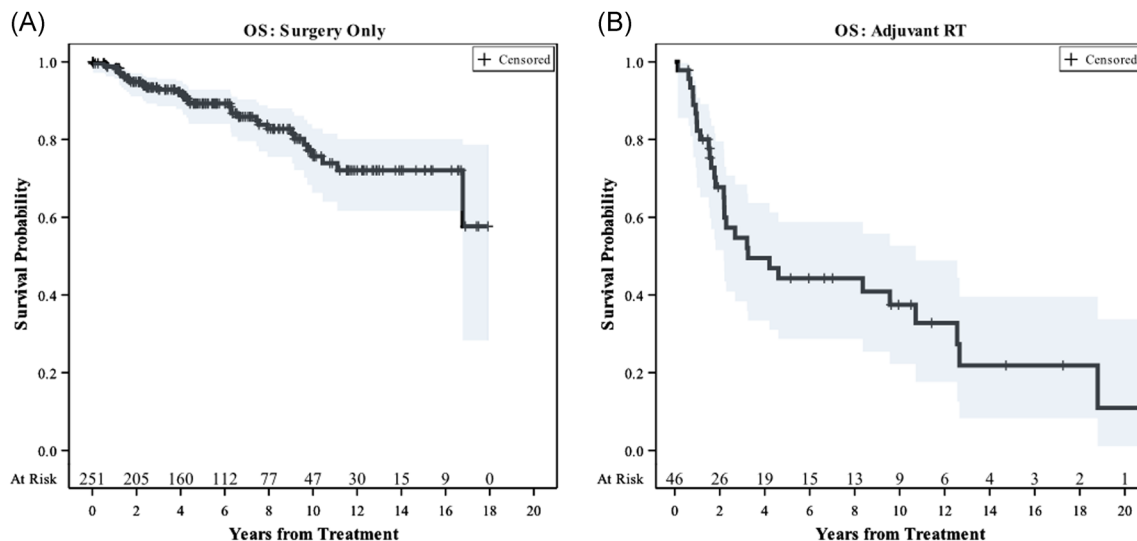 (A)
OS: Surgery Only
+ Censored
1.0
0.8
0.6
0.4
0.2
0.0
Survival Probability
At Risk 251 205 160 112 77 47 30 15 9 0
0 2 4 6 8 10 12 14 16 18 20
Years from Treatment
(B)
OS: Adjuvant RT
+ Censored
1.0
0.8
0.6
0.4
0.2
0.0
Survival Probability
At Risk 46 26 19 15 13 9 6 4 3 2 1
0 2 4 6 8 10 12 14 16 18 20
Years from Treatment